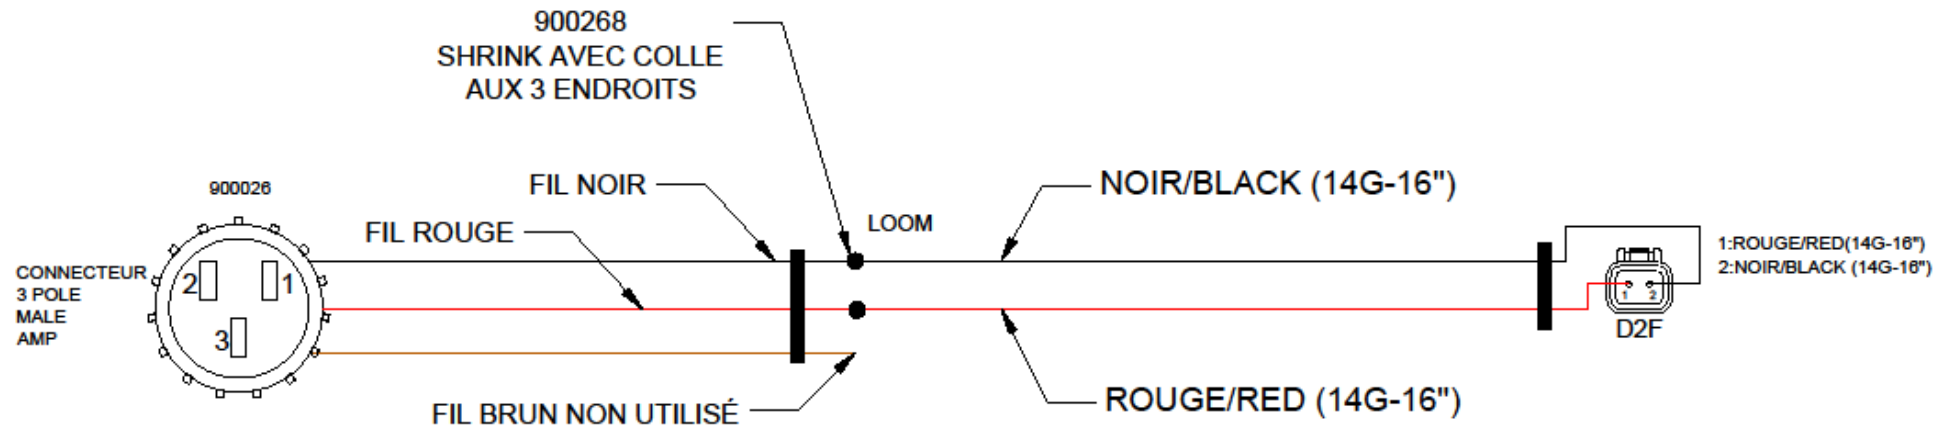 900268
SHRINK AVEC COLLE
AUX 3 ENDROITS
900026
FIL NOIR
NOIR/BLACK (14G-16")
FIL ROUGE
LOOM
CONNECTEUR
3 POLE
MALE
AMP
2
1
3
1:ROUGE/RED(14G-16")
2:NOIR/BLACK (14G-16")
1 2
D2F
FIL BRUN NON UTILISÉ
ROUGE/RED (14G-16")